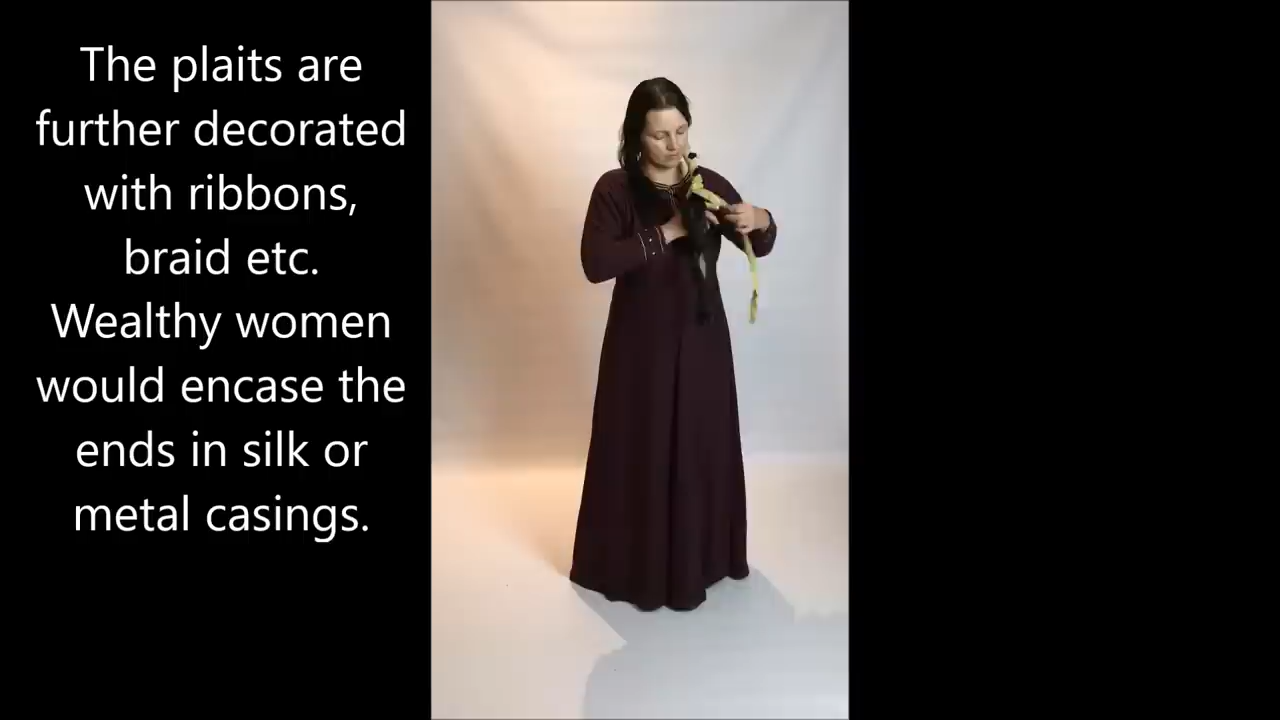 The plaits are
further decorated
with ribbons,
braid etc.
Wealthy women
would encase the
ends in silk or
metal casings.